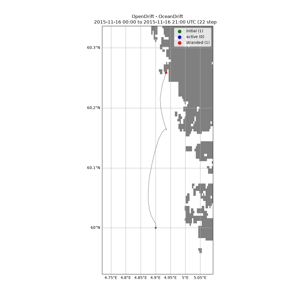 OpenDrift - OceanDrift
2015-11-16 00:00 to 2015-11-16 21:00 UTC (22 step
initial (1)
active (0)
stranded (1)
60.3°N
60.2°N
60.1°N
60°N
4.75°E 4.8°E 4.85°E 4.9°E 4.95°E 5°E 5.05°E